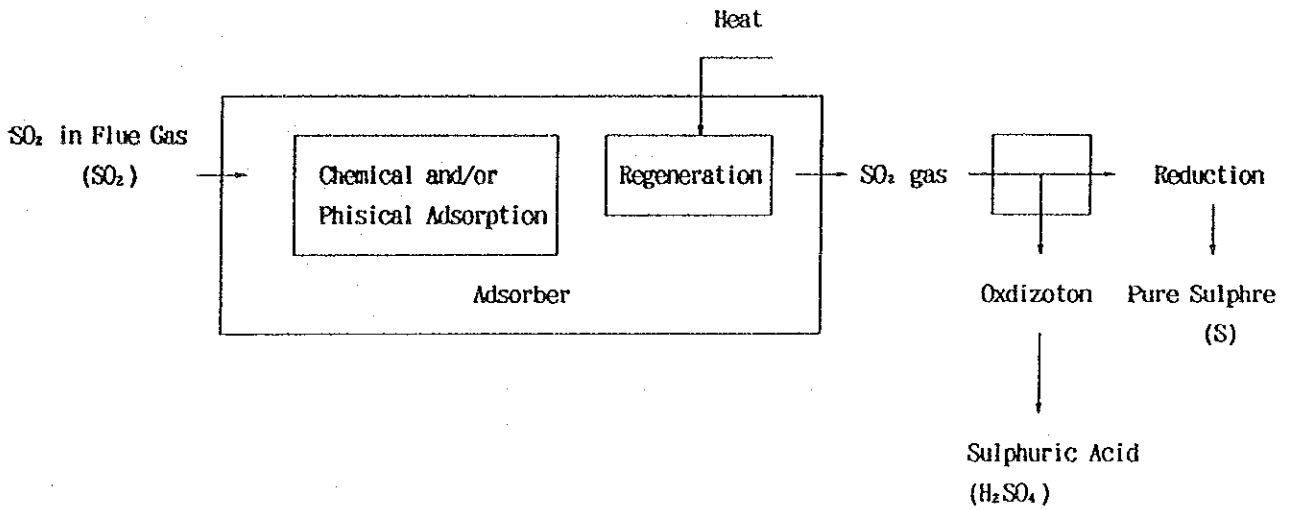 Heat
SO₂ in Flue Gas
(SO₂)
Chemical and/or
Phisical Adsorption
Regeneration
SO₂ gas
Reduction
Adsorber
Oxdizoton
Pure Sulphre
(S)
Sulphuric Acid
(H₂SO₄)